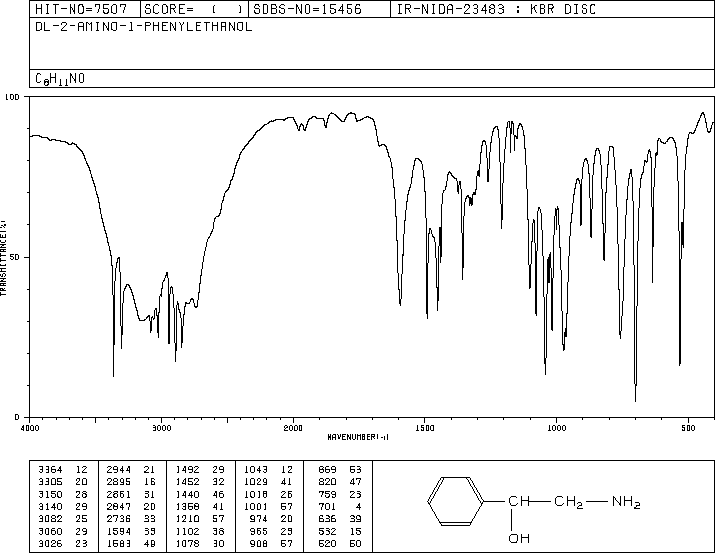 HIT-NO=7507 SCORE= ( ) SDBS-NO=15456 IR-NIDA-23483 : KBR DISC
DL-2-AMINO-1-PHENYLETHANOL
C8H11NO
100
50
0
TRANSMITTANCE(%)
4000 3000 2000 1500 1000 500
WAVENUMBER(-1)
3364 12 2944 21 1492 29 1043 12 869 53
3305 20 2895 16 1452 32 1029 41 820 47
3150 28 2861 31 1440 46 1018 26 759 23
3140 29 2847 20 1358 41 1001 57 701 4
3082 25 2736 33 1210 57 974 20 636 39
3060 29 1594 39 1102 38 965 29 532 15
3026 23 1583 49 1078 30 908 57 520 50
CH CH2 NH2
OH